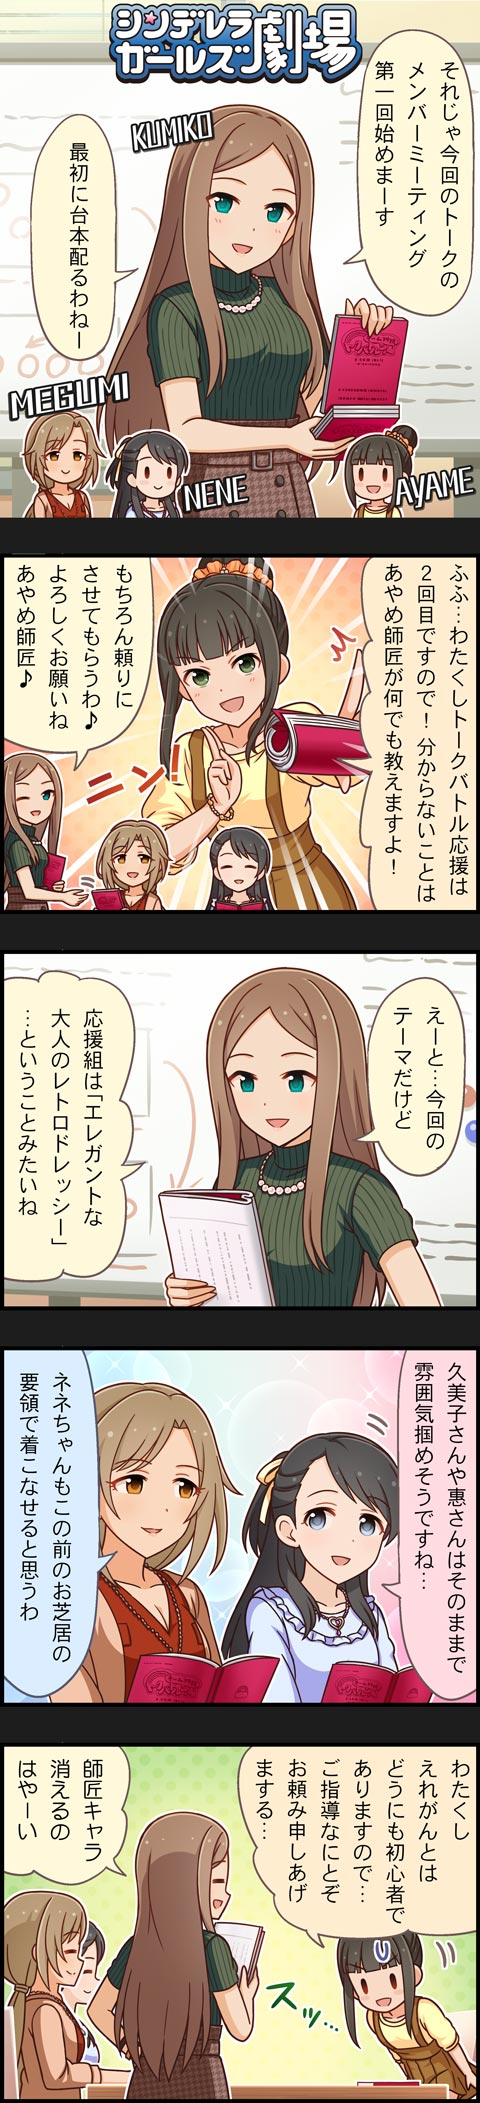 シンデレラ
ガールズ劇場
それじゃ今回のトークの
メンバーミーティング
第一回始めまーす
KUMIKO
最初に台本配るわねー
MEGUMI
NENE
AYAME
ふふ…わたくしトークバトル応援は
2回目ですので！分からないことは
あやめ師匠が何でも教えますよ！
もちろん頼りに
させてもらうわ♪
よろしくお願いね
あやめ師匠♪
ニン!
えーと…今回の
テーマだけど
応援組は「エレガントな
大人のレトロドレッシー」
…ということみたいね
久美子さんや惠さんはそのままで
雰囲気掴めそうですね…
ネネちゃんもこの前のお芝居の
要領で着こなせると思うわ
わたくし
えれがんとは
どうにも初心者で
ありますので…
ご指導なにとぞ
お頼み申しあげ
まする…
師匠キャラ
消えるの
はやーい
スッ…